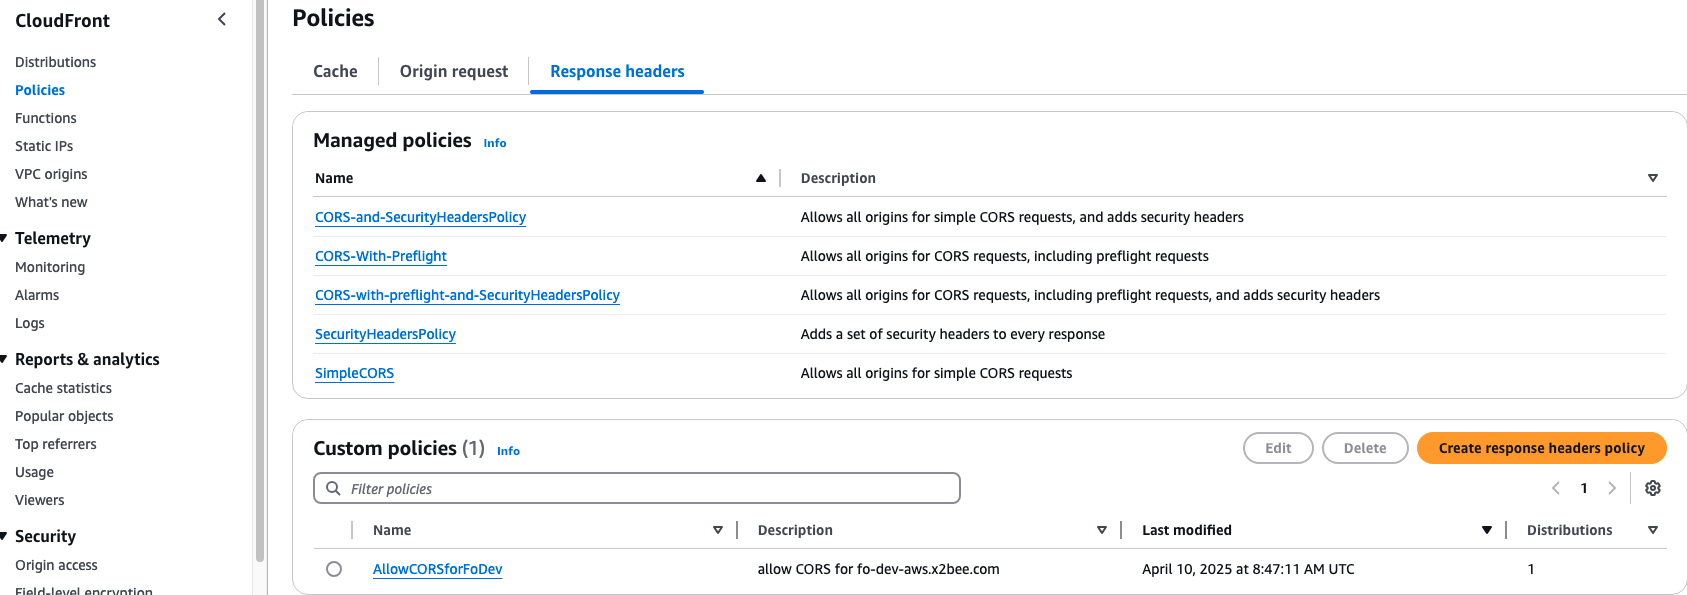 CloudFront
Distributions
Policies
Functions
Static IPs
VPC origins
What's new
Telemetry
Monitoring
Alarms
Logs
Reports & analytics
Cache statistics
Popular objects
Top referrers
Usage
Viewers
Security
Origin access
Field-level encryption
Policies
Cache Origin request Response headers
Managed policies Info
Name Description
CORS-and-SecurityHeadersPolicy Allows all origins for simple CORS requests, and adds security headers
CORS-With-Preflight Allows all origins for CORS requests, including preflight requests
CORS-with-preflight-and-SecurityHeadersPolicy Allows all origins for CORS requests, including preflight requests, and adds security headers
SecurityHeadersPolicy Adds a set of security headers to every response
SimpleCORS Allows all origins for simple CORS requests
Custom policies (1) Info Edit Delete Create response headers policy
Filter policies 1
Name Description Last modified Distributions
AllowCORSforFoDev allow CORS for fo-dev-aws.x2bee.com April 10, 2025 at 8:47:11 AM UTC 1